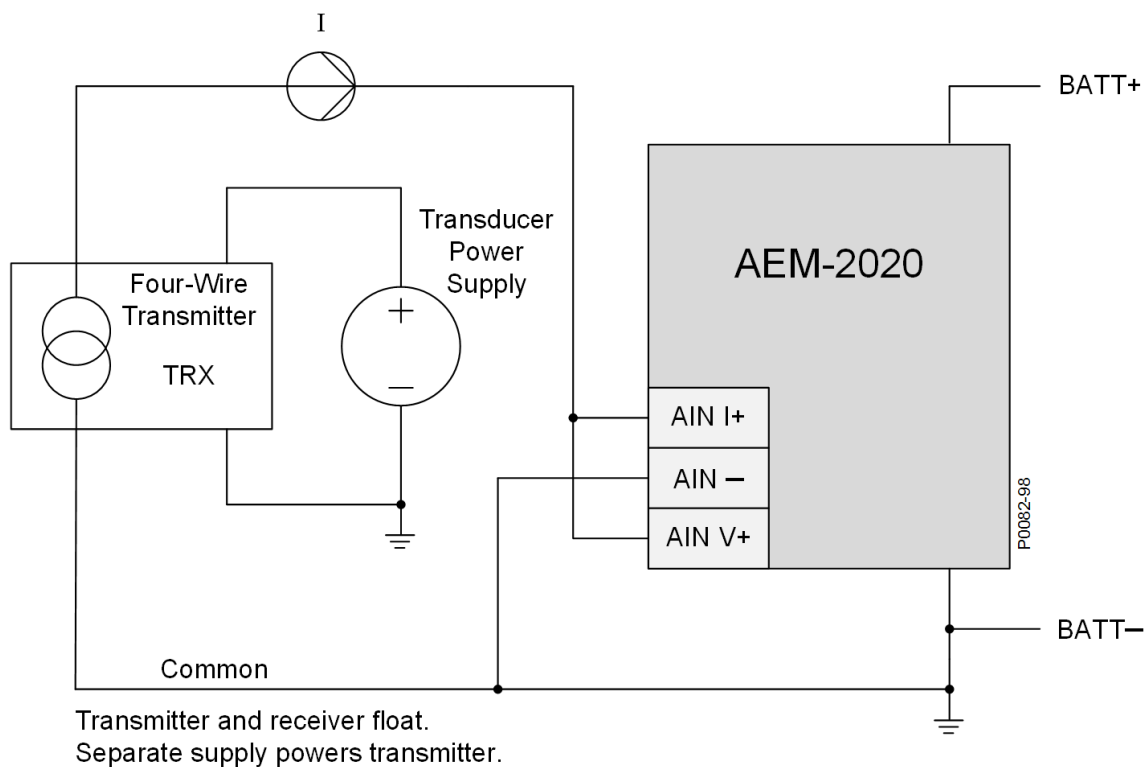 I
BATT+
Transducer
Power
Supply
AEM-2020
Four-Wire
Transmitter
TRX
+
−
AIN I+
AIN −
AIN V+
P0082-98
BATT−
Common
Transmitter and receiver float.
Separate supply powers transmitter.